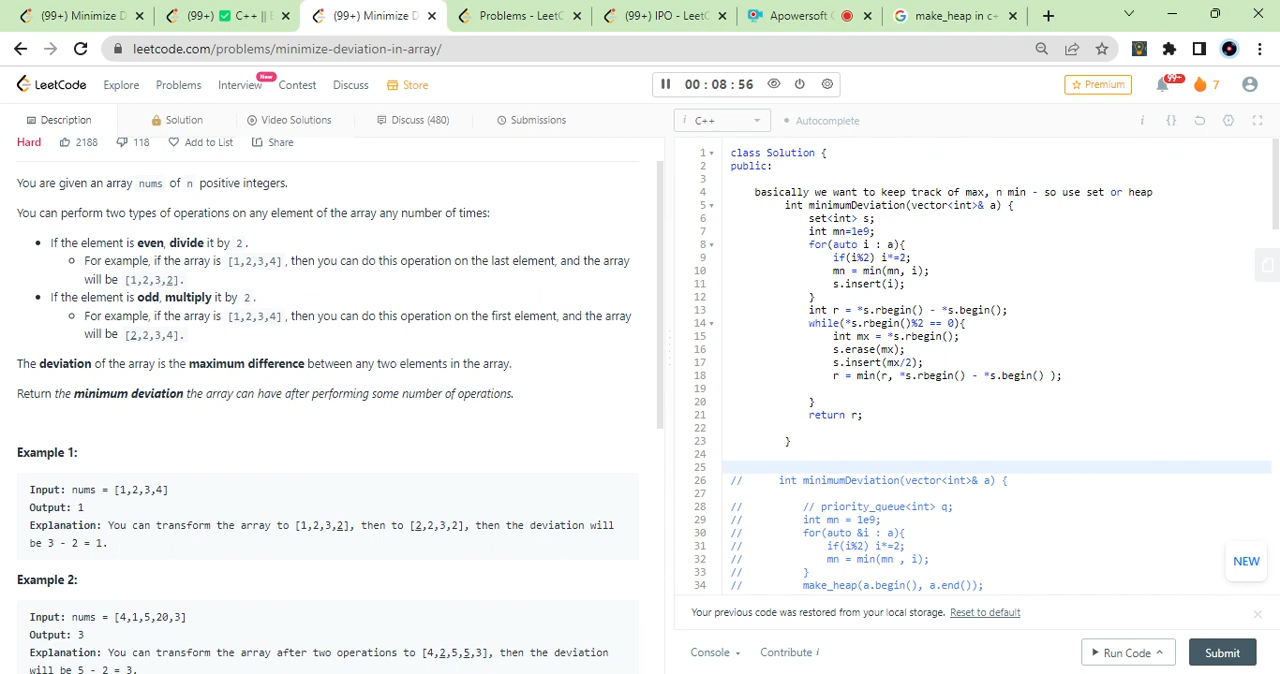 (99+) Minimize D
(99+) ✅ C++ ||
(99+) Minimize D
Problems - LeetC
(99+) IPO - LeetC
Apowersoft
make_heap in c+
leetcode.com/problems/minimize-deviation-in-array/
LeetCode
Explore
Problems
Interview
New
Contest
Discuss
Store
00 : 08 : 56
Premium
99+
7
Description
Solution
Video Solutions
Discuss (480)
Submissions
i C++
Autocomplete
i {}
Hard 2188 118 Add to List Share
You are given an array nums of n positive integers.
You can perform two types of operations on any element of the array any number of times:
• If the element is even, divide it by 2.
○ For example, if the array is [1,2,3,4], then you can do this operation on the last element, and the array
will be [1,2,3,2].
• If the element is odd, multiply it by 2.
○ For example, if the array is [1,2,3,4], then you can do this operation on the first element, and the array
will be [2,2,3,4].
The deviation of the array is the maximum difference between any two elements in the array.
Return the minimum deviation the array can have after performing some number of operations.
Example 1:
Input: nums = [1,2,3,4]
Output: 1
Explanation: You can transform the array to [1,2,3,2], then to [2,2,3,2], then the deviation will
be 3 - 2 = 1.
Example 2:
Input: nums = [4,1,5,20,3]
Output: 3
Explanation: You can transform the array after two operations to [4,2,5,5,3], then the deviation
will be 5 - 2 = 3.
1 class Solution {
2 public:
3
4 basically we want to keep track of max, n min - so use set or heap
5 int minimumDeviation(vector<int>& a) {
6 set<int> s;
7 int mn=1e9;
8 for(auto i : a){
9 if(i%2) i*=2;
10 mn = min(mn, i);
11 s.insert(i);
12 }
13 int r = *s.rbegin() - *s.begin();
14 while(*s.rbegin()%2 == 0){
15 int mx = *s.rbegin();
16 s.erase(mx);
17 s.insert(mx/2);
18 r = min(r, *s.rbegin() - *s.begin() );
19
20 }
21 return r;
22
23 }
24
25
26 // int minimumDeviation(vector<int>& a) {
27
28 // // priority_queue<int> q;
29 // int mn = 1e9;
30 // for(auto &i : a){
31 // if(i%2) i*=2;
32 // mn = min(mn , i);
33 // }
34 // make_heap(a.begin(), a.end());
NEW
Your previous code was restored from your local storage. Reset to default
Console
Contribute i
Run Code
Submit